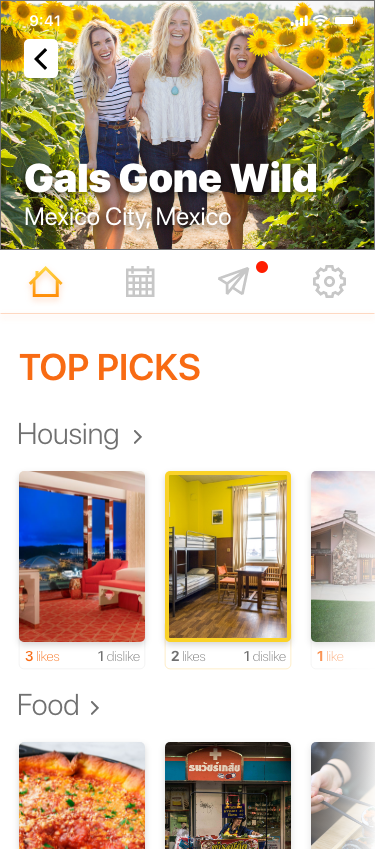 9:41
Gals Gone Wild
Mexico City, Mexico
TOP PICKS
Housing
3 likes 1 dislike
2 likes 1 dislike
1 like
Food